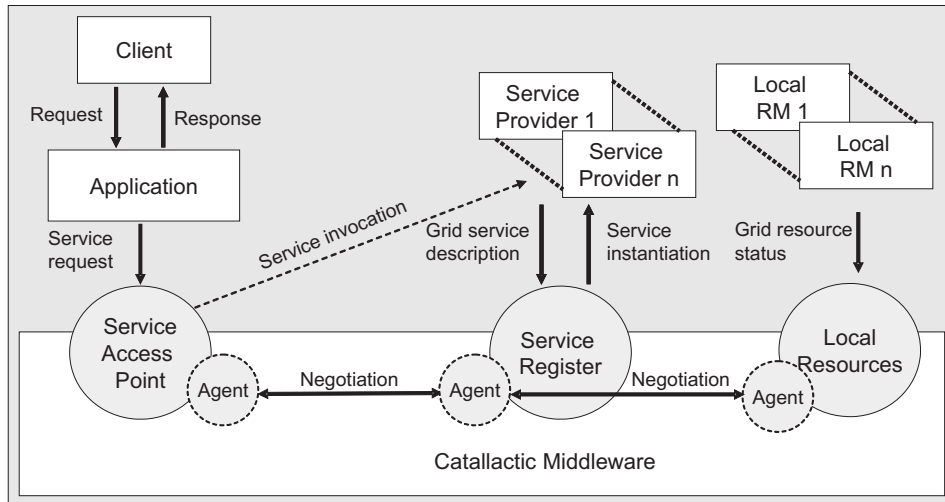 Client
Request
Response
Application
Service
request
Service invocation
Service
Provider 1
Service
Provider n
Local
RM 1
Local
RM n
Grid service
description
Service
instantiation
Grid resource
status
Service
Access
Point
Agent
Negotiation
Agent
Service
Register
Negotiation
Agent
Local
Resources
Catallactic Middleware